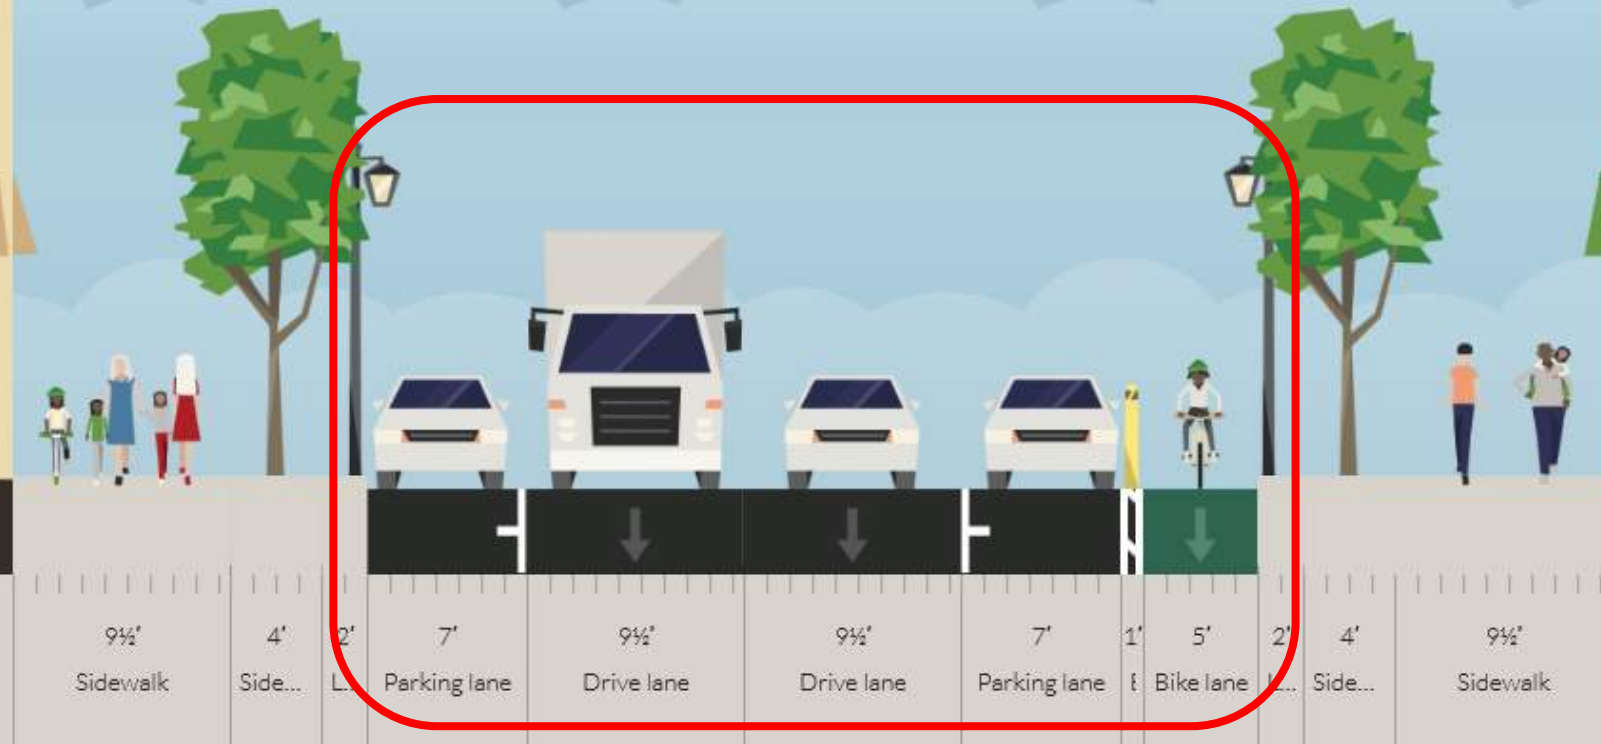 9½′ 4′ 2′ 7′ 9½′ 9½′ 7′ 1′ 5′ 2′ 4′ 9½′
Sidewalk Side... L... Parking lane Drive lane Drive lane Parking lane Bike lane L... Side... Sidewalk